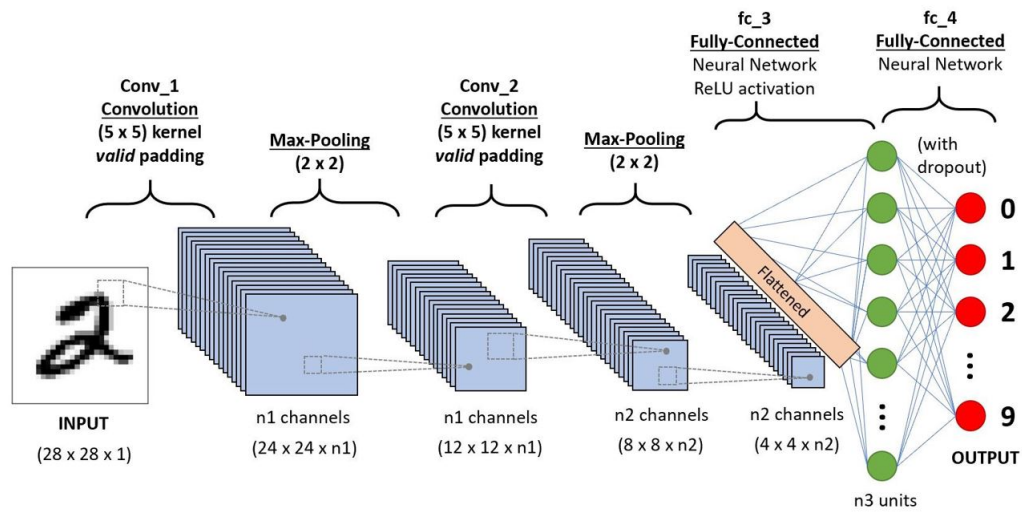 fc_3
Fully-Connected
Neural Network
ReLU activation
fc_4
Fully-Connected
Neural Network
Conv_1
Convolution
(5 x 5) kernel
valid padding
Max-Pooling
(2 x 2)
Conv_2
Convolution
(5 x 5) kernel
valid padding
Max-Pooling
(2 x 2)
(with
dropout)
Flattened
0
1
2
9
INPUT
(28 x 28 x 1)
n1 channels
(24 x 24 x n1)
n1 channels
(12 x 12 x n1)
n2 channels
(8 x 8 x n2)
n2 channels
(4 x 4 x n2)
OUTPUT
n3 units
2